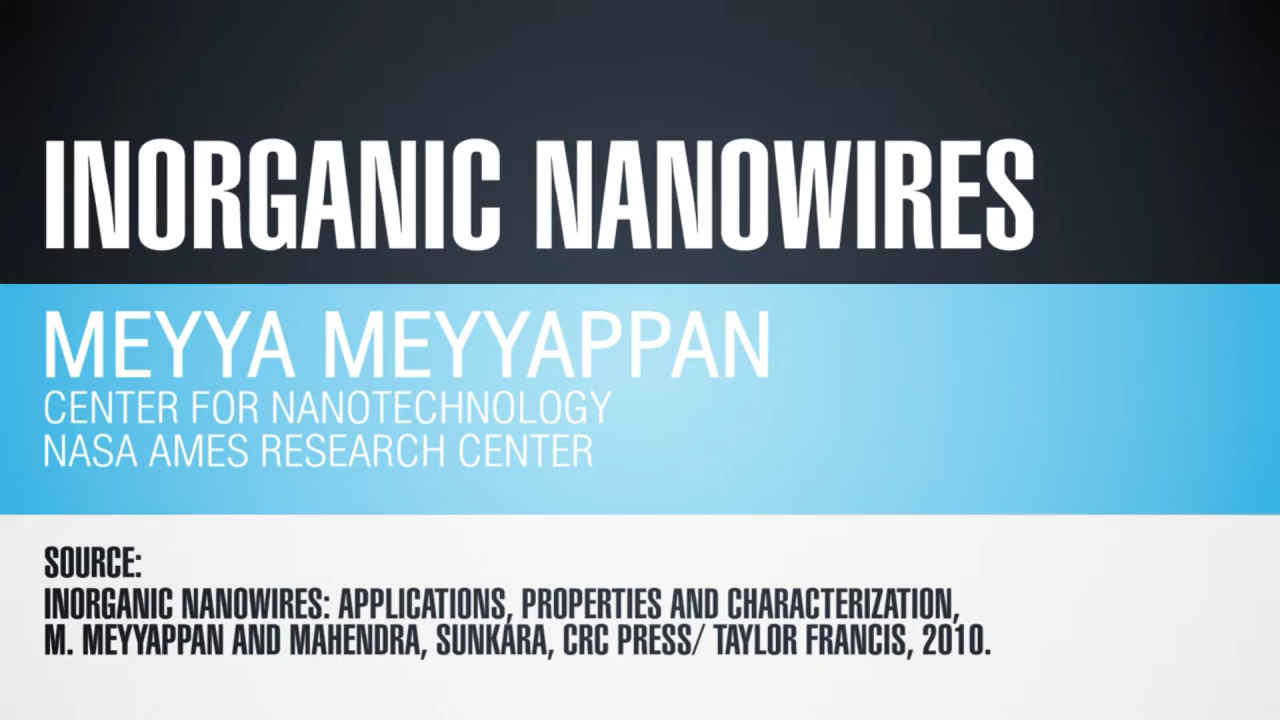 INORGANIC NANOWIRES
MEYYA MEYYAPPAN
CENTER FOR NANOTECHNOLOGY
NASA AMES RESEARCH CENTER
SOURCE:
INORGANIC NANOWIRES: APPLICATIONS, PROPERTIES AND CHARACTERIZATION,
M. MEYYAPPAN AND MAHENDRA, SUNKARA, CRC PRESS/ TAYLOR FRANCIS, 2010.